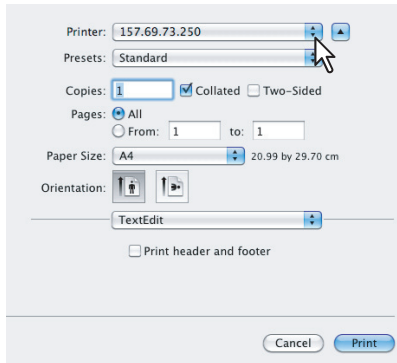 Printer: 157.69.73.250
Presets: Standard
Copies: 1 Collated Two-Sided
Pages: All
From: 1 to: 1
Paper Size: A4 20.99 by 29.70 cm
Orientation:
TextEdit
Print header and footer
Cancel Print